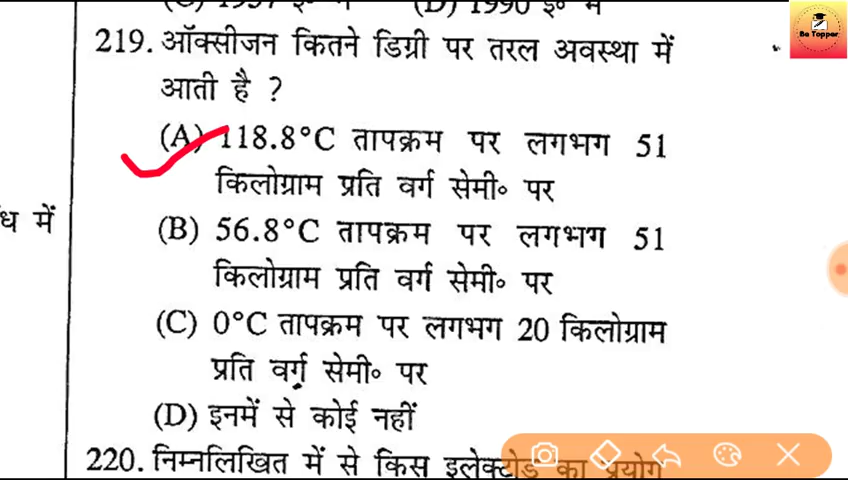 (C) 1957 ई॰ में (D) 1990 ई॰ में
Be Topper
219. ऑक्सीजन कितने डिग्री पर तरल अवस्था में
आती है ?
(A) 118.8°C तापक्रम पर लगभग 51
किलोग्राम प्रति वर्ग सेमी॰ पर
ध में
(B) 56.8°C तापक्रम पर लगभग 51
किलोग्राम प्रति वर्ग सेमी॰ पर
(C) 0°C तापक्रम पर लगभग 20 किलोग्राम
प्रति वर्ग सेमी॰ पर
(D) इनमें से कोई नहीं
220. निम्नलिखित में से किस इलेक्ट्रोड का प्रयोग